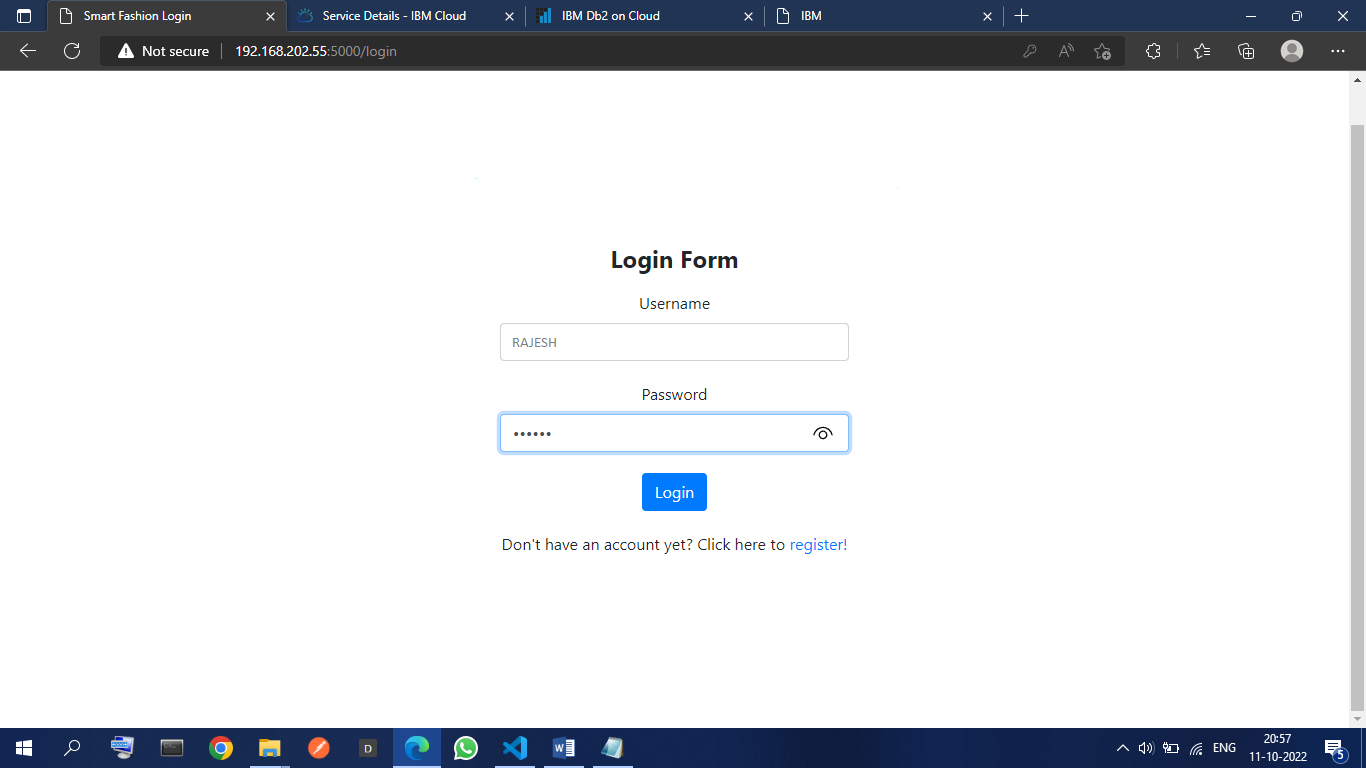 Smart Fashion Login
Service Details - IBM Cloud
IBM Db2 on Cloud
IBM
Not secure
192.168.202.55:5000/login
Login Form
Username
RAJESH
Password
••••••
Login
Don't have an account yet? Click here to register!
D
ENG
20:57
11-10-2022
5